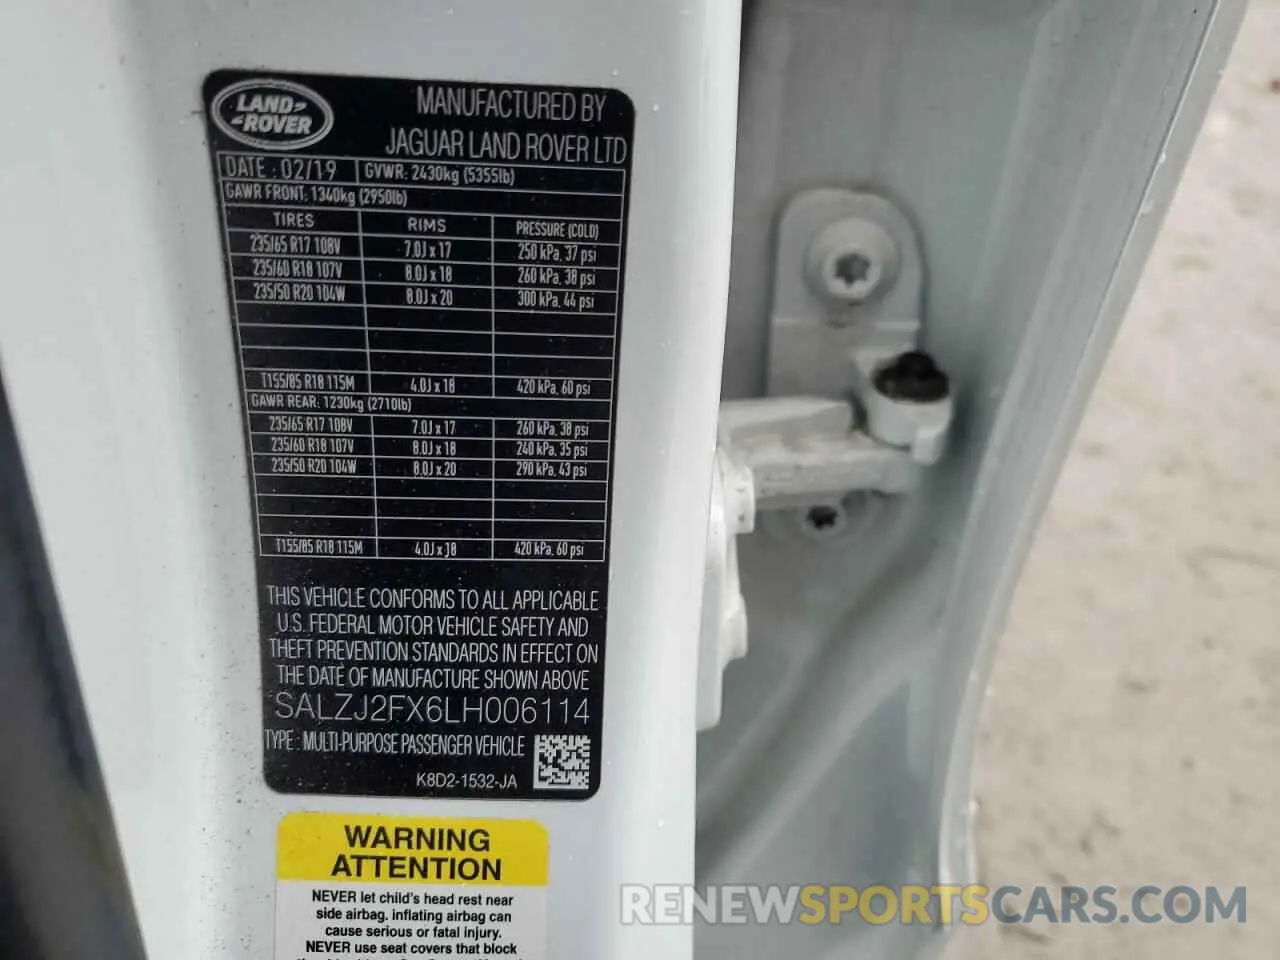 LAND-
-ROVER
MANUFACTURED BY
JAGUAR LAND ROVER LTD
DATE : 02/19 GVWR: 2430kg (5355lb)
GAWR FRONT: 1340kg (2950lb)
TIRES RIMS PRESSURE (COLD)
235/65 R17 108V 7.0J x 17 250 kPa, 37 psi
235/60 R18 107V 8.0J x 18 260 kPa, 38 psi
235/50 R20 104W 8.0J x 20 300 kPa, 44 psi
T155/85 R18 115M 4.0J x 18 420 kPa, 60 psi
GAWR REAR: 1230kg (2710lb)
235/65 R17 108V 7.0J x 17 260 kPa, 38 psi
235/60 R18 107V 8.0J x 18 240 kPa, 35 psi
235/50 R20 104W 8.0J x 20 290 kPa, 43 psi
T155/85 R18 115M 4.0J x 18 420 kPa, 60 psi
THIS VEHICLE CONFORMS TO ALL APPLICABLE
U.S. FEDERAL MOTOR VEHICLE SAFETY AND
THEFT PREVENTION STANDARDS IN EFFECT ON
THE DATE OF MANUFACTURE SHOWN ABOVE
SALZJ2FX6LH006114
TYPE : MULTI-PURPOSE PASSENGER VEHICLE
K8D2-1532-JA
WARNING
ATTENTION
NEVER let child's head rest near
side airbag, inflating airbag can
cause serious or fatal injury.
NEVER use seat covers that block
RENEWSPORTSCARS.COM